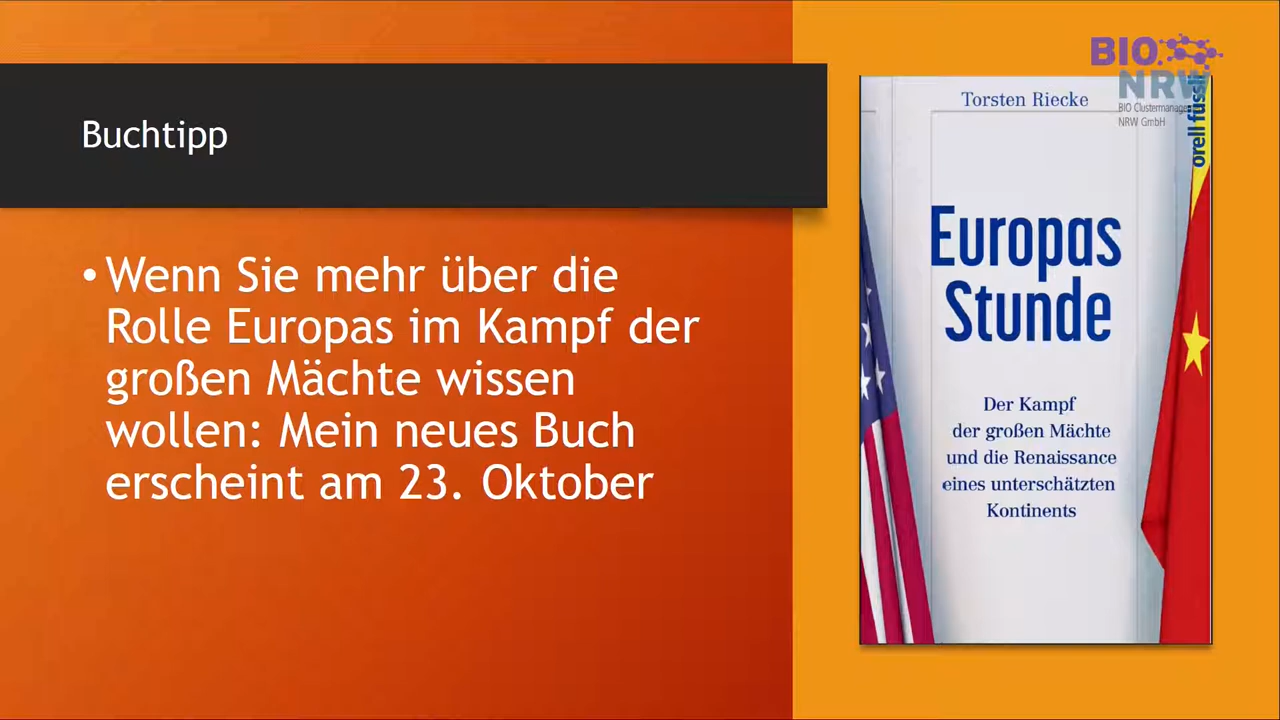 Buchtipp
• Wenn Sie mehr über die
Rolle Europas im Kampf der
großen Mächte wissen
wollen: Mein neues Buch
erscheint am 23. Oktober
BIO.
NRW
BIO Clustermanagement
NRW GmbH
orell füssli
Torsten Riecke
Europas
Stunde
Der Kampf
der großen Mächte
und die Renaissance
eines unterschätzten
Kontinents